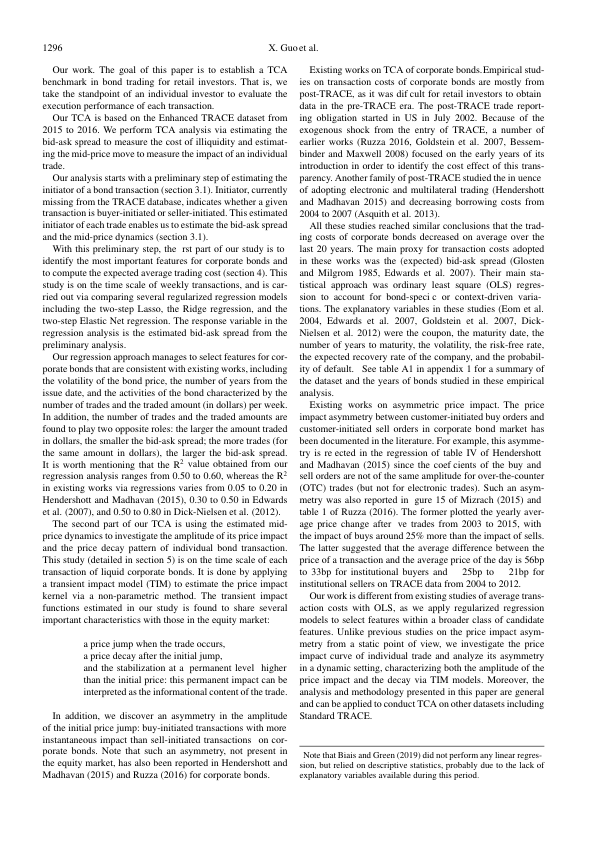 1296
X. Guo et al.
Our work. The goal of this paper is to establish a TCA
benchmark in bond trading for retail investors. That is, we
take the standpoint of an individual investor to evaluate the
execution performance of each transaction.
Our TCA is based on the Enhanced TRACE dataset from
2015 to 2016. We perform TCA analysis via estimating the
bid-ask spread to measure the cost of illiquidity and estimat-
ing the mid-price move to measure the impact of an individual
trade.
Our analysis starts with a preliminary step of estimating the
initiator of a bond transaction (section 3.1). Initiator, currently
missing from the TRACE database, indicates whether a given
transaction is buyer-initiated or seller-initiated. This estimated
initiator of each trade enables us to estimate the bid-ask spread
and the mid-price dynamics (section 3.1).
With this preliminary step, the rst part of our study is to
identify the most important features for corporate bonds and
to compute the expected average trading cost (section 4). This
study is on the time scale of weekly transactions, and is car-
ried out via comparing several regularized regression models
including the two-step Lasso, the Ridge regression, and the
two-step Elastic Net regression. The response variable in the
regression analysis is the estimated bid-ask spread from the
preliminary analysis.
Our regression approach manages to select features for cor-
porate bonds that are consistent with existing works, including
the volatility of the bond price, the number of years from the
issue date, and the activities of the bond characterized by the
number of trades and the traded amount (in dollars) per week.
In addition, the number of trades and the traded amounts are
found to play two opposite roles: the larger the amount traded
in dollars, the smaller the bid-ask spread; the more trades (for
the same amount in dollars), the larger the bid-ask spread.
It is worth mentioning that the R² value obtained from our
regression analysis ranges from 0.50 to 0.60, whereas the R²
in existing works via regressions varies from 0.05 to 0.20 in
Hendershott and Madhavan (2015), 0.30 to 0.50 in Edwards
et al. (2007), and 0.50 to 0.80 in Dick-Nielsen et al. (2012).
The second part of our TCA is using the estimated mid-
price dynamics to investigate the amplitude of its price impact
and the price decay pattern of individual bond transaction.
This study (detailed in section 5) is on the time scale of each
transaction of liquid corporate bonds. It is done by applying
a transient impact model (TIM) to estimate the price impact
kernel via a non-parametric method. The transient impact
functions estimated in our study is found to share several
important characteristics with those in the equity market:
a price jump when the trade occurs,
a price decay after the initial jump,
and the stabilization at a permanent level higher
than the initial price: this permanent impact can be
interpreted as the informational content of the trade.
In addition, we discover an asymmetry in the amplitude
of the initial price jump: buy-initiated transactions with more
instantaneous impact than sell-initiated transactions on cor-
porate bonds. Note that such an asymmetry, not present in
the equity market, has also been reported in Hendershott and
Madhavan (2015) and Ruzza (2016) for corporate bonds.
Existing works on TCA of corporate bonds.Empirical stud-
ies on transaction costs of corporate bonds are mostly from
post-TRACE, as it was dif cult for retail investors to obtain
data in the pre-TRACE era. The post-TRACE trade report-
ing obligation started in US in July 2002. Because of the
exogenous shock from the entry of TRACE, a number of
earlier works (Ruzza 2016, Goldstein et al. 2007, Bessem-
binder and Maxwell 2008) focused on the early years of its
introduction in order to identify the cost effect of this trans-
parency. Another family of post-TRACE studied the in uence
of adopting electronic and multilateral trading (Hendershott
and Madhavan 2015) and decreasing borrowing costs from
2004 to 2007 (Asquith et al. 2013).
All these studies reached similar conclusions that the trad-
ing costs of corporate bonds decreased on average over the
last 20 years. The main proxy for transaction costs adopted
in these works was the (expected) bid-ask spread (Glosten
and Milgrom 1985, Edwards et al. 2007). Their main sta-
tistical approach was ordinary least square (OLS) regres-
sion to account for bond-speci c or context-driven varia-
tions. The explanatory variables in these studies (Eom et al.
2004, Edwards et al. 2007, Goldstein et al. 2007, Dick-
Nielsen et al. 2012) were the coupon, the maturity date, the
number of years to maturity, the volatility, the risk-free rate,
the expected recovery rate of the company, and the probabil-
ity of default. See table A1 in appendix 1 for a summary of
the dataset and the years of bonds studied in these empirical
analysis.
Existing works on asymmetric price impact. The price
impact asymmetry between customer-initiated buy orders and
customer-initiated sell orders in corporate bond market has
been documented in the literature. For example, this asymme-
try is re ected in the regression of table IV of Hendershott
and Madhavan (2015) since the coef cients of the buy and
sell orders are not of the same amplitude for over-the-counter
(OTC) trades (but not for electronic trades). Such an asym-
metry was also reported in gure 15 of Mizrach (2015) and
table 1 of Ruzza (2016). The former plotted the yearly aver-
age price change after ve trades from 2003 to 2015, with
the impact of buys around 25% more than the impact of sells.
The latter suggested that the average difference between the
price of a transaction and the average price of the day is 56bp
to 33bp for institutional buyers and 25bp to 21bp for
institutional sellers on TRACE data from 2004 to 2012.
Our work is different from existing studies of average trans-
action costs with OLS, as we apply regularized regression
models to select features within a broader class of candidate
features. Unlike previous studies on the price impact asym-
metry from a static point of view, we investigate the price
impact curve of individual trade and analyze its asymmetry
in a dynamic setting, characterizing both the amplitude of the
price impact and the decay via TIM models. Moreover, the
analysis and methodology presented in this paper are general
and can be applied to conduct TCA on other datasets including
Standard TRACE.
Note that Biais and Green (2019) did not perform any linear regres-
sion, but relied on descriptive statistics, probably due to the lack of
explanatory variables available during this period.